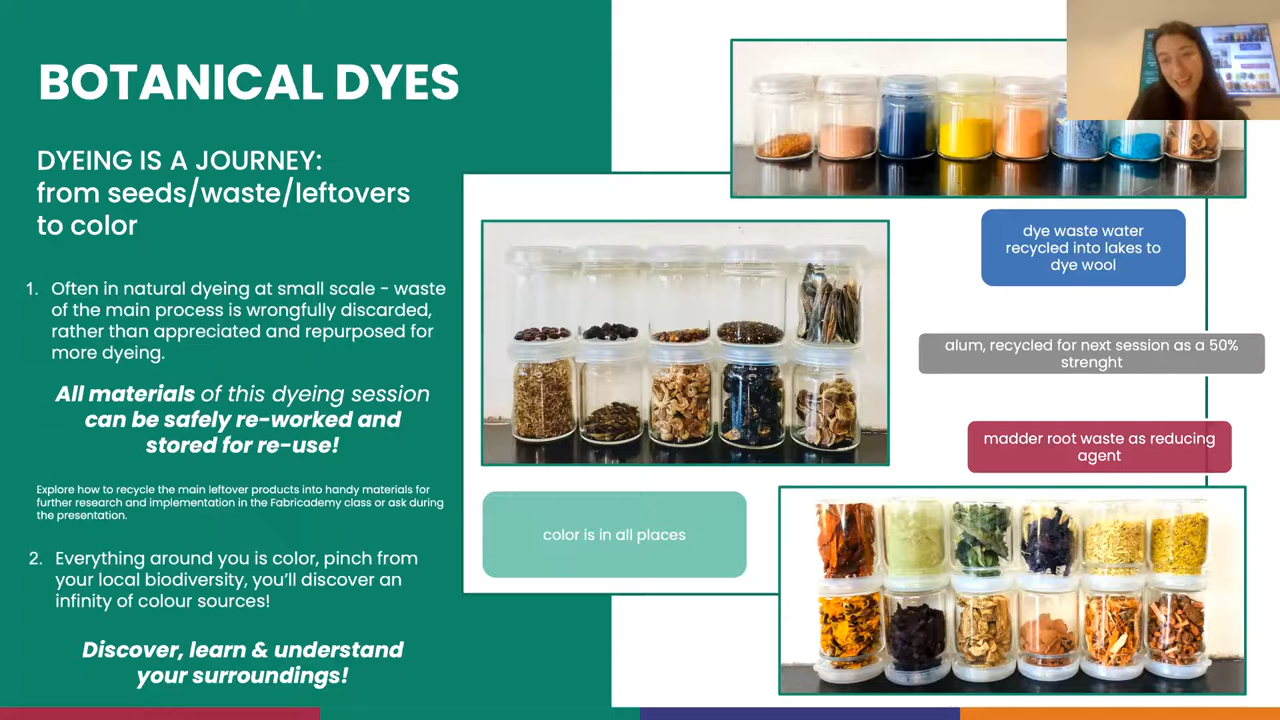 BOTANICAL DYES
DYEING IS A JOURNEY:
from seeds/waste/leftovers
to color
1. Often in natural dyeing at small scale - waste
of the main process is wrongfully discarded,
rather than appreciated and repurposed for
more dyeing.
All materials of this dyeing session
can be safely re-worked and
stored for re-use!
Explore how to recycle the main leftover products into handy materials for
further research and implementation in the Fabricademy class or ask during
the presentation.
2. Everything around you is color, pinch from
your local biodiversity, you'll discover an
infinity of colour sources!
Discover, learn & understand
your surroundings!
dye waste water
recycled into lakes to
dye wool
alum, recycled for next session as a 50%
strenght
madder root waste as reducing
agent
color is in all places